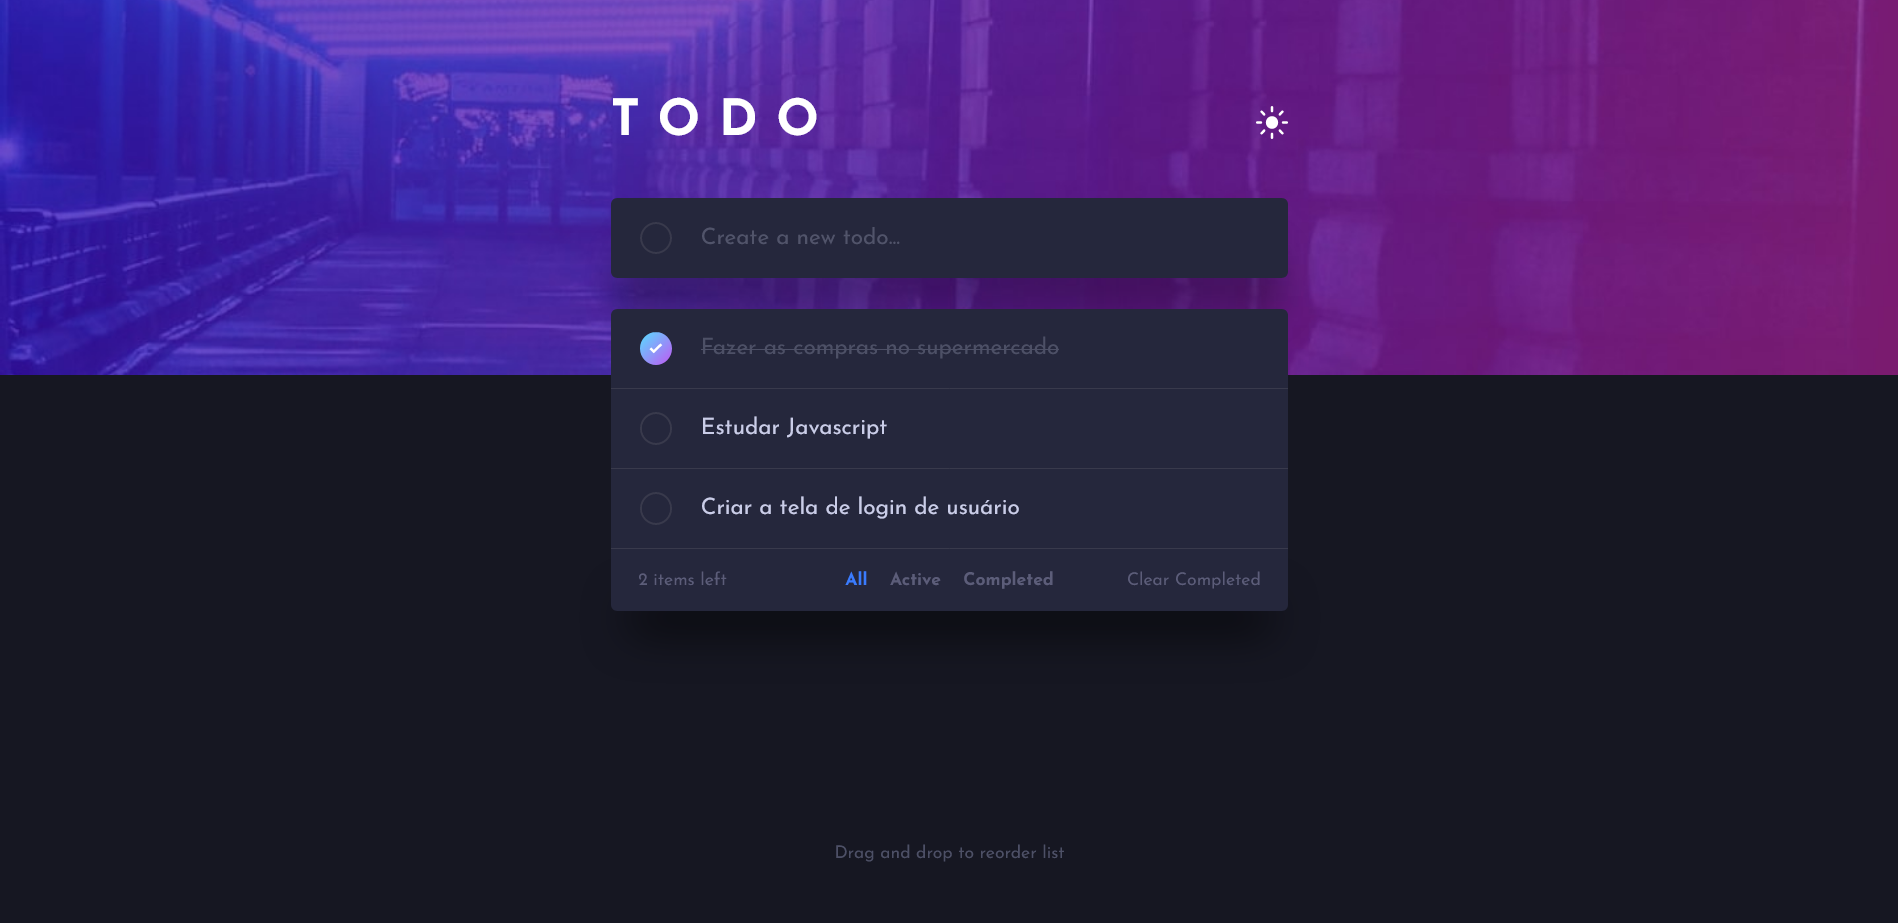 TODO
Create a new todo...
Fazer as compras no supermercado
Estudar Javascript
Criar a tela de login de usuário
2 items left All Active Completed Clear Completed
Drag and drop to reorder list